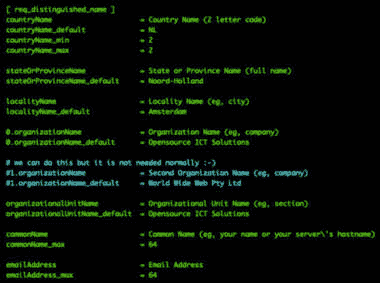 [ req_distinguished_name ]
countryName = Country Name (2 letter code)
countryName_default = NL
countryName_min = 2
countryName_max = 2
stateOrProvinceName = State or Province Name (full name)
stateOrProvinceName_default = Noord-Holland
localityName = Locality Name (eg, city)
localityName_default = Amsterdam
0.organizationName = Organization Name (eg, company)
0.organizationName_default = Opensource ICT Solutions
# we can do this but it is not needed normally :-)
#1.organizationName = Second Organization Name (eg, company)
#1.organizationName_default = World Wide Web Pty Ltd
organizationalUnitName = Organizational Unit Name (eg, section)
organizationalUnitName_default = Opensource ICT Solutions
commonName = Common Name (eg, your name or your server\'s hostname)
commonName_max = 64
emailAddress = Email Address
emailAddress_max = 64